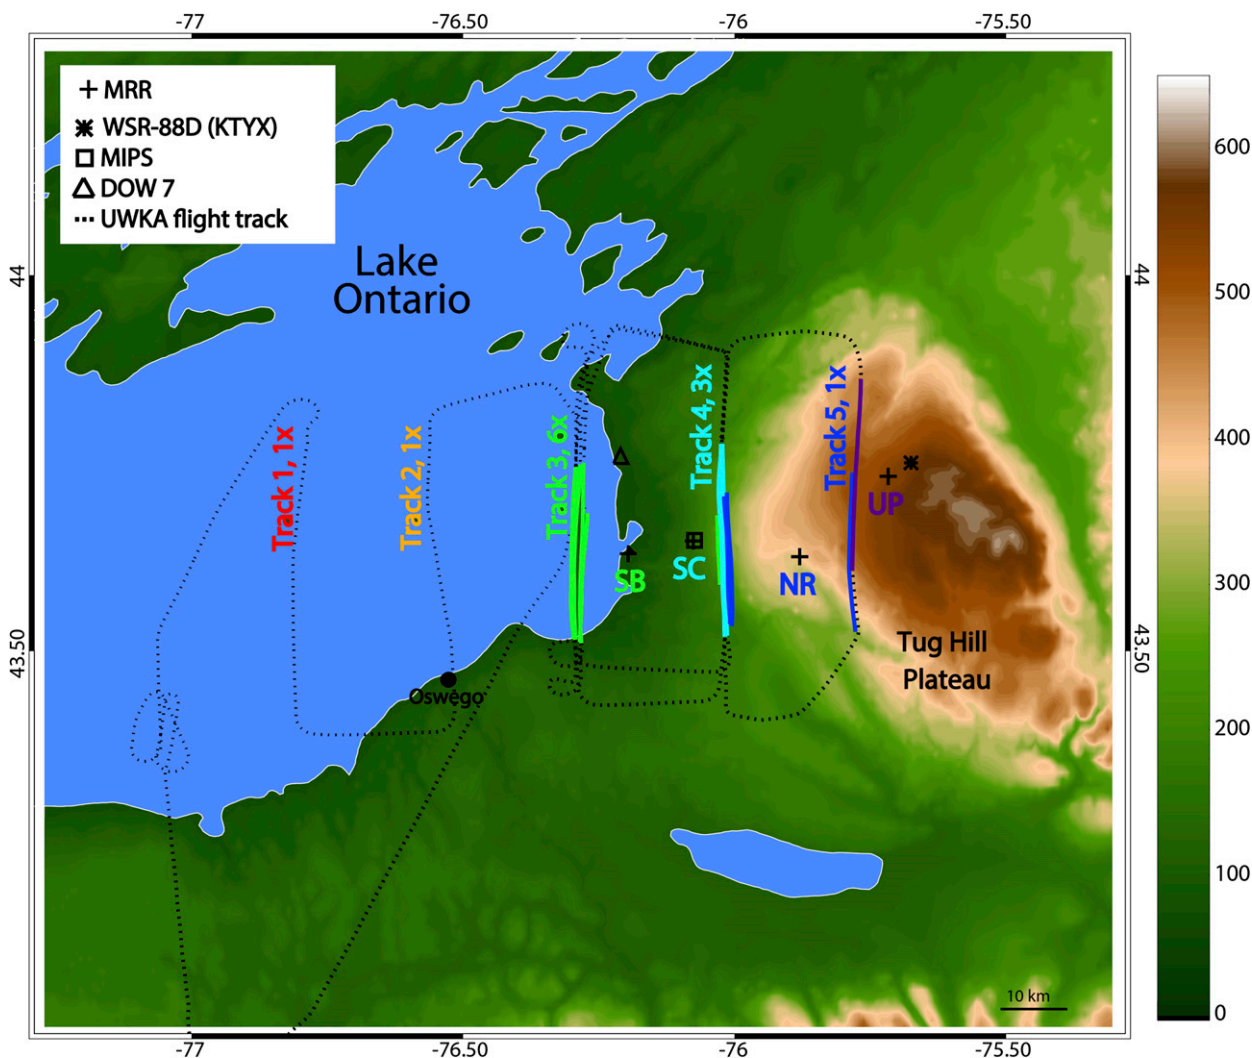 -77 -76.50 -76 -75.50
MRR
WSR-88D (KTYX)
MIPS
DOW 7
UWKA flight track
Lake
Ontario
44
44
600
500
400
300
200
100
0
Track 1, 1x
Track 2, 1x
Track 3, 6x
Track 4, 3x
Track 5, 1x
UP
SB
SC
NR
43.50
43.50
Tug Hill
Plateau
Oswego
10 km
-77 -76.50 -76 -75.50